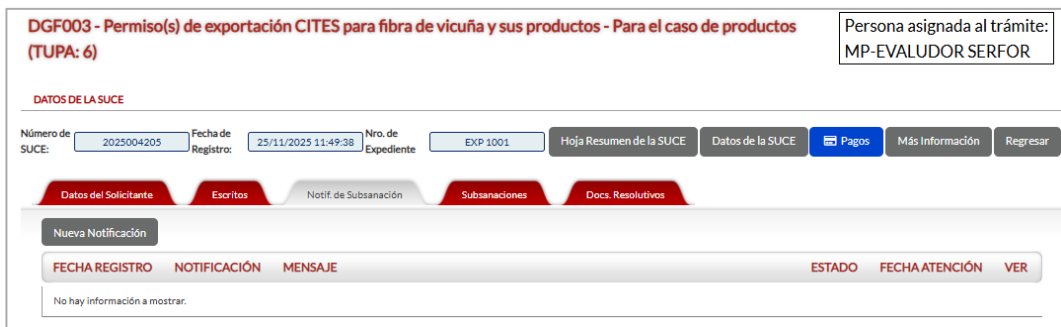 DGF003 - Permiso(s) de exportación CITES para fibra de vicuña y sus productos - Para el caso de productos
(TUPA: 6)
Persona asignada al trámite:
MP-EVALUDOR SERFOR
DATOS DE LA SUCE
Número de SUCE: 2025004205 Fecha de Registro: 25/11/2025 11:49:38 Nro. de Expediente EXP 1001 Hoja Resumen de la SUCE Datos de la SUCE Pagos Más Información Regresar
Datos del Solicitante Escritos Notif. de Subsanación Subsanaciones Docs. Resolutivos
Nueva Notificación
FECHA REGISTRO NOTIFICACIÓN MENSAJE ESTADO FECHA ATENCIÓN VER
No hay información a mostrar.